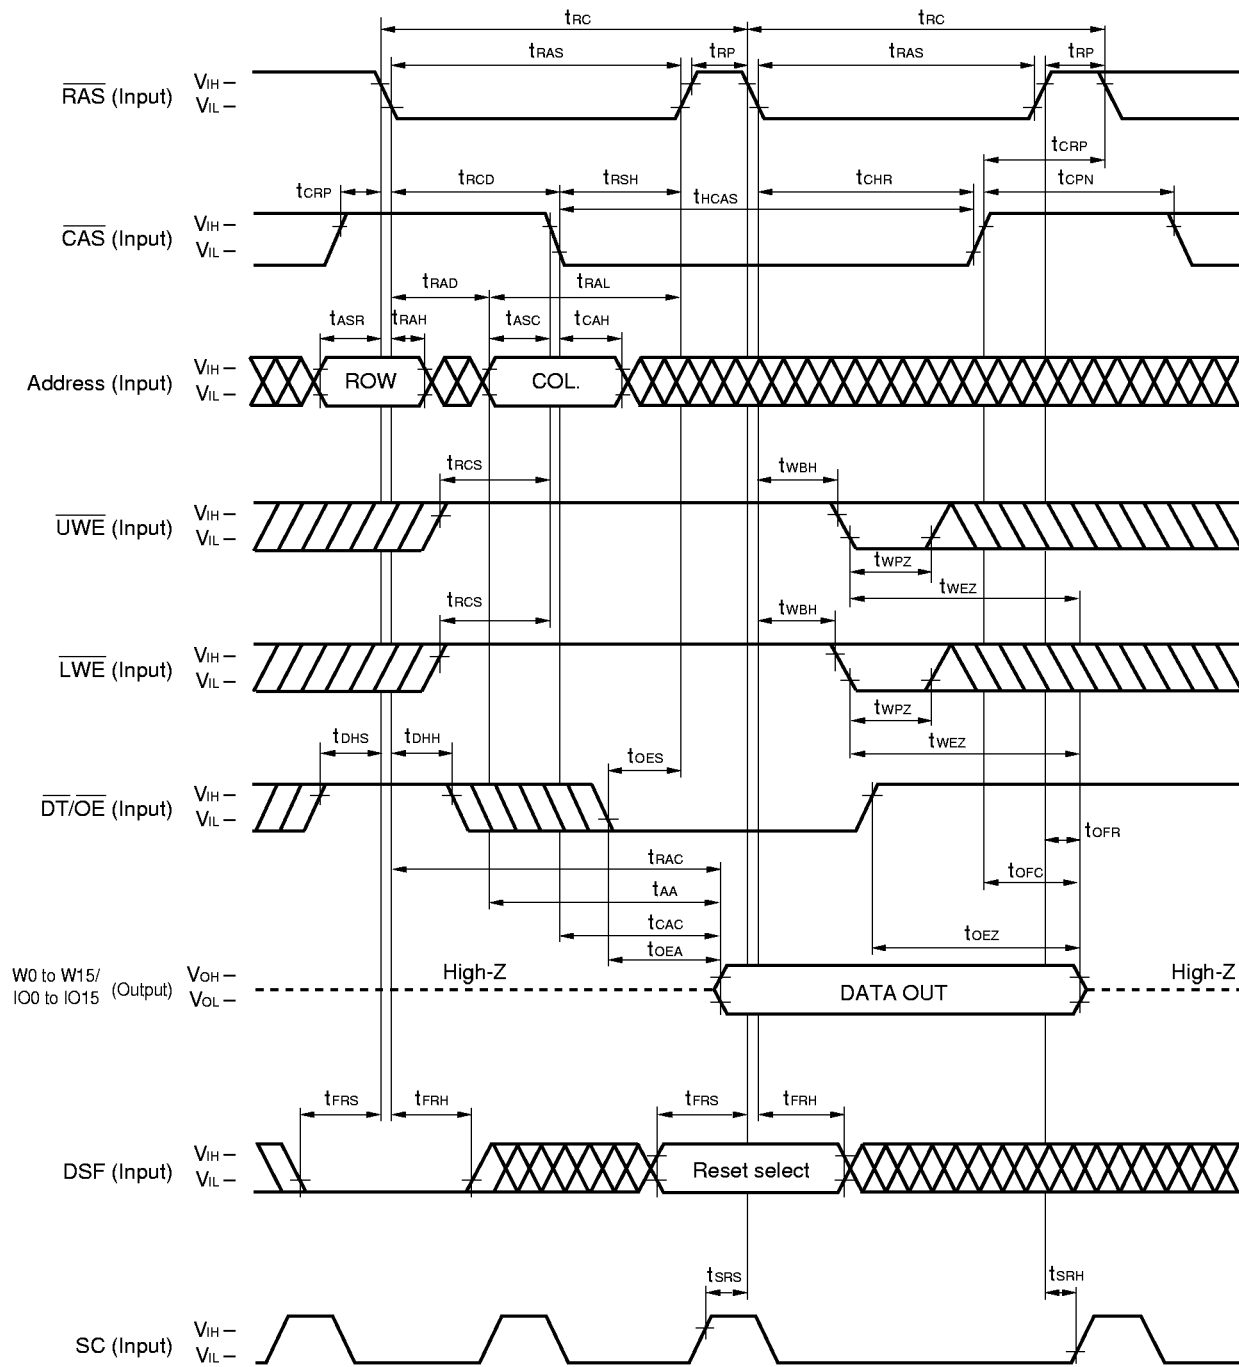 tRC tRC
tRAS tRP tRAS tRP
RAS (Input) VIH
VIL
tCRP
tCRP tRCD tRSH tCHR tCPN
tHCAS
CAS (Input) VIH
VIL
tRAD tRAL
tASR tRAH tASC tCAH
Address (Input) VIH
VIL
ROW COL.
tRCS tWBH
UWE (Input) VIH
VIL
tWPZ
tWEZ
tRCS tWBH
LWE (Input) VIH
VIL
tWPZ
tWEZ
tDHS tDHH
tOES
DT/OE (Input) VIH
VIL
tOFR
tRAC
tOFC
tAA
tCAC
tOEA tOEZ
W0 to W15/
IO0 to IO15 (Output) VOH
VOL
High-Z DATA OUT High-Z
tFRS tFRH tFRS tFRH
DSF (Input) VIH
VIL
Reset select
tSRS tSRH
SC (Input) VIH
VIL